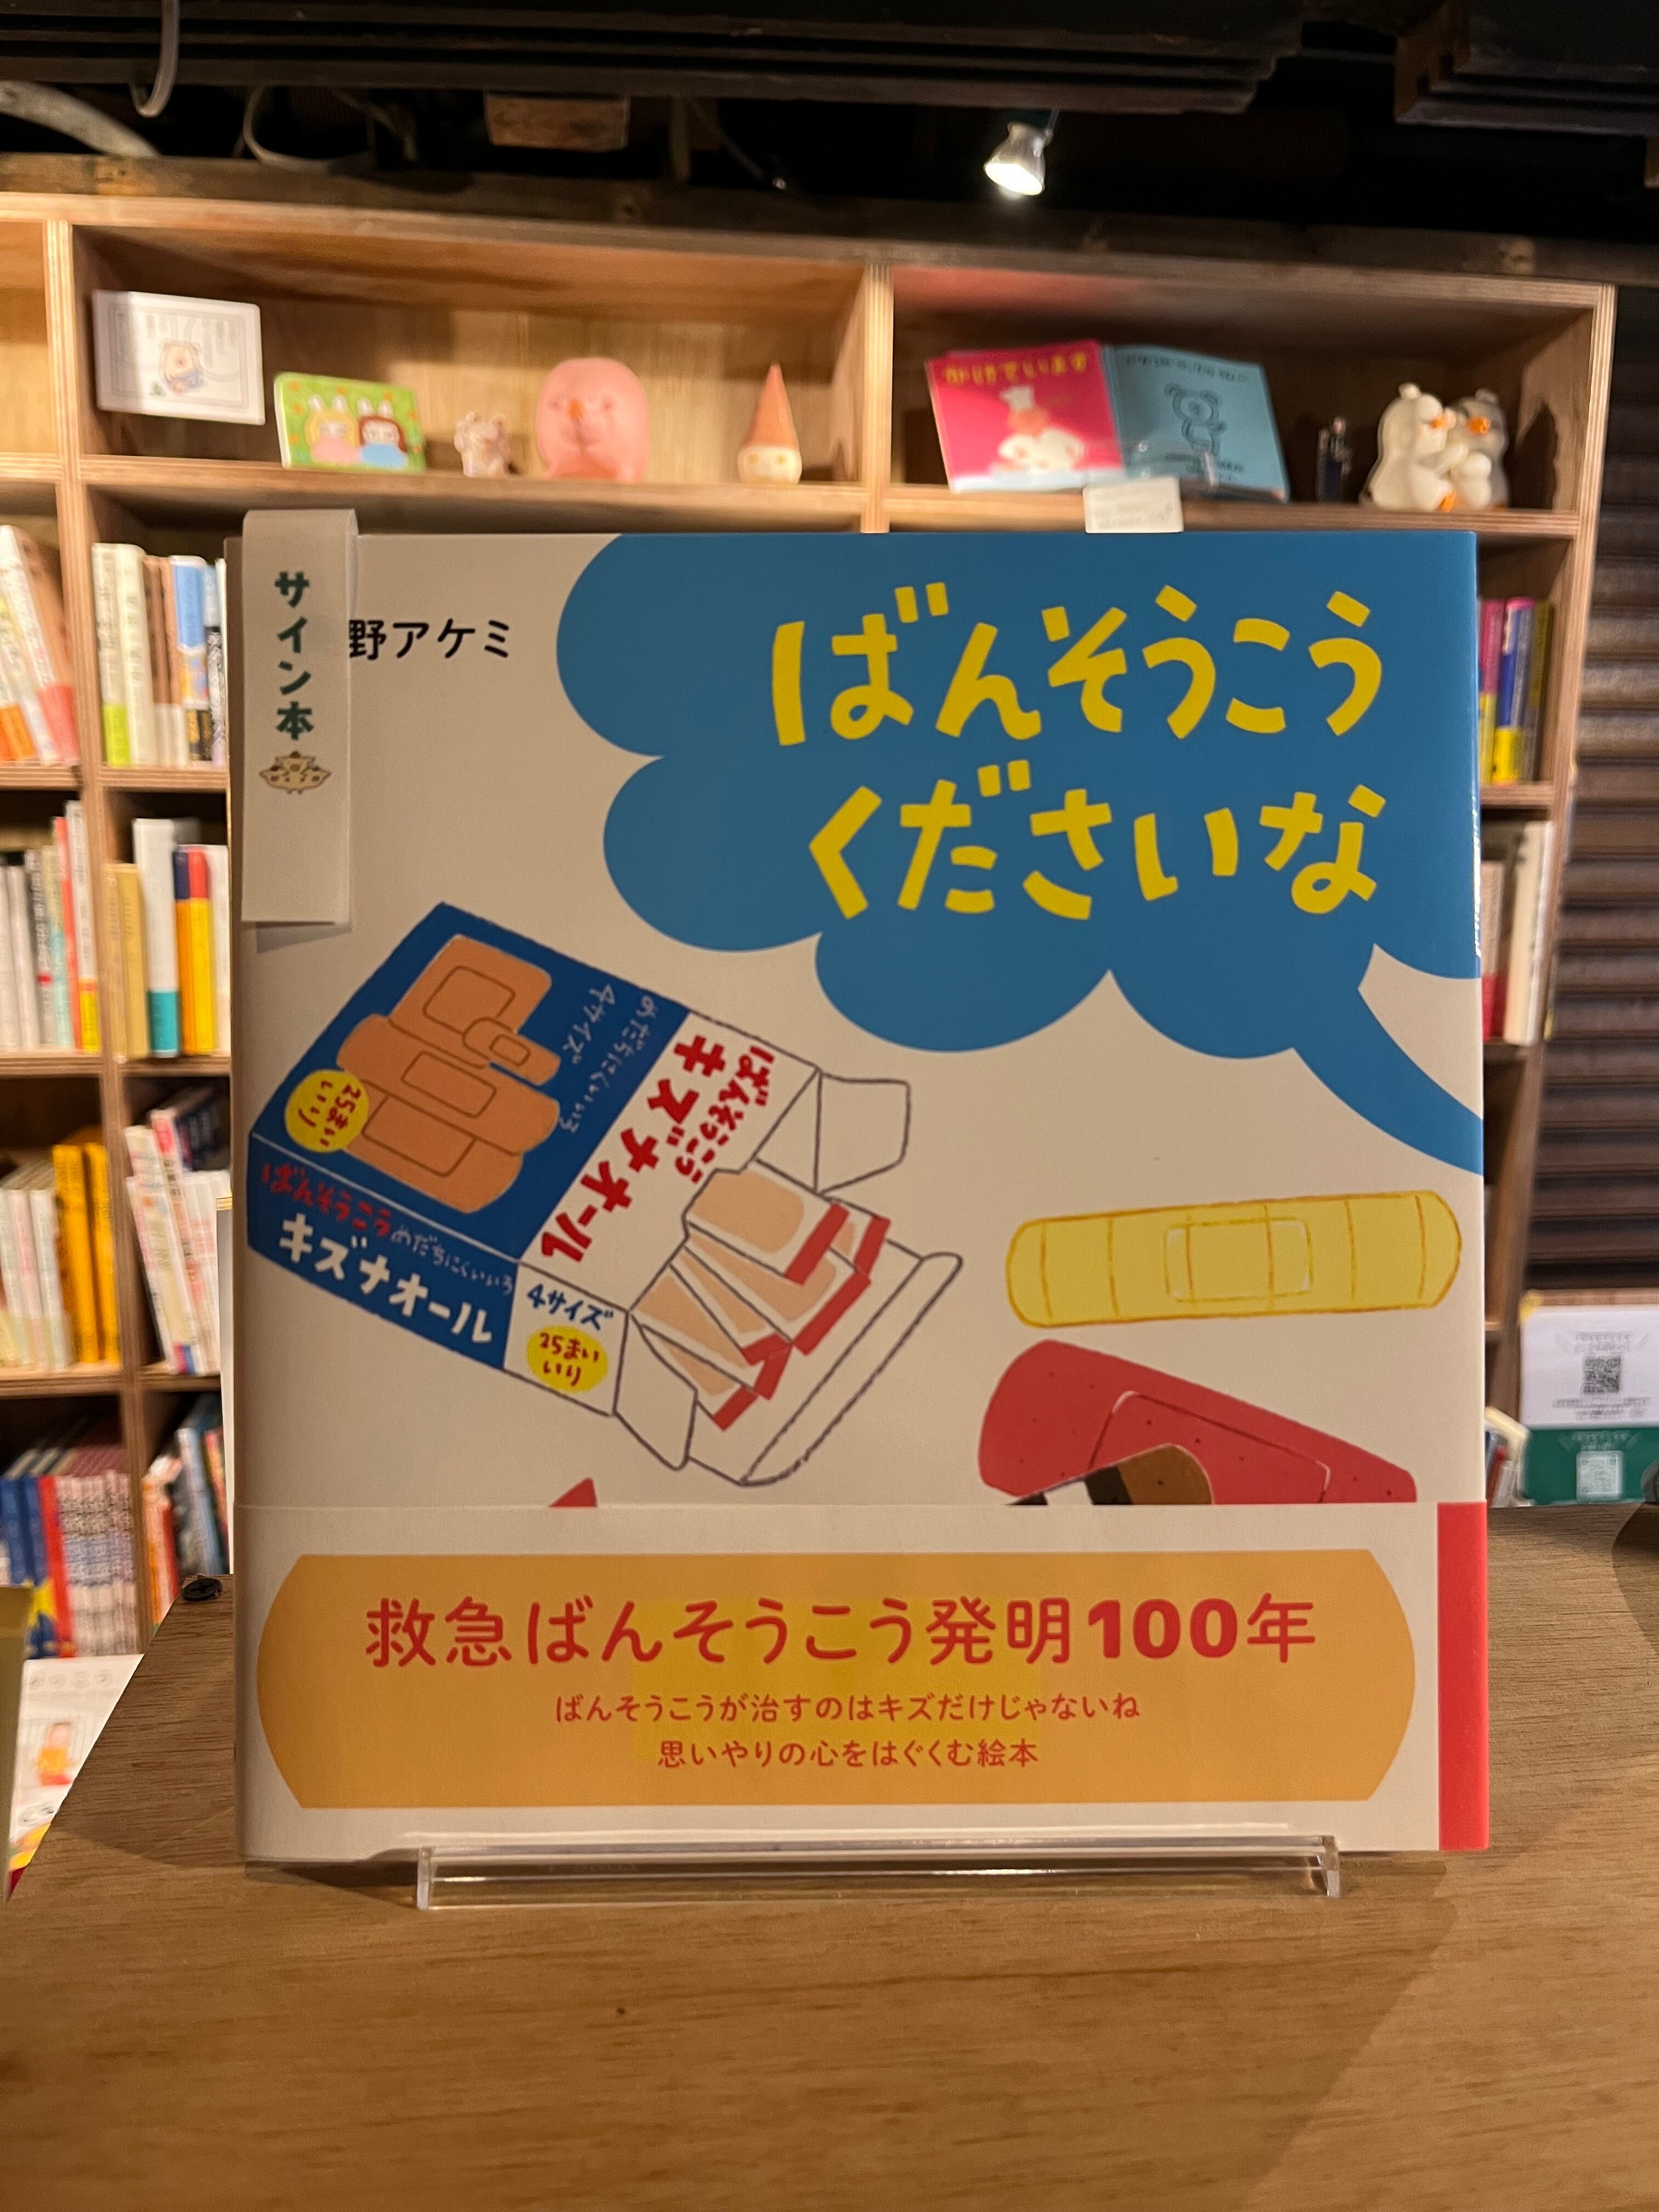 サイン本
野アケミ
ばんそうこう
くださいな
めだちにくいいろ
4サイズ
25まい
いり
ばんそうこう
キズナオール
ばんそうこう めだちにくいいろ
キズナオール
4サイズ
25まい
いり
救急ばんそうこう発明100年
ばんそうこうが治すのはキズだけじゃないね
思いやりの心をはぐくむ絵本